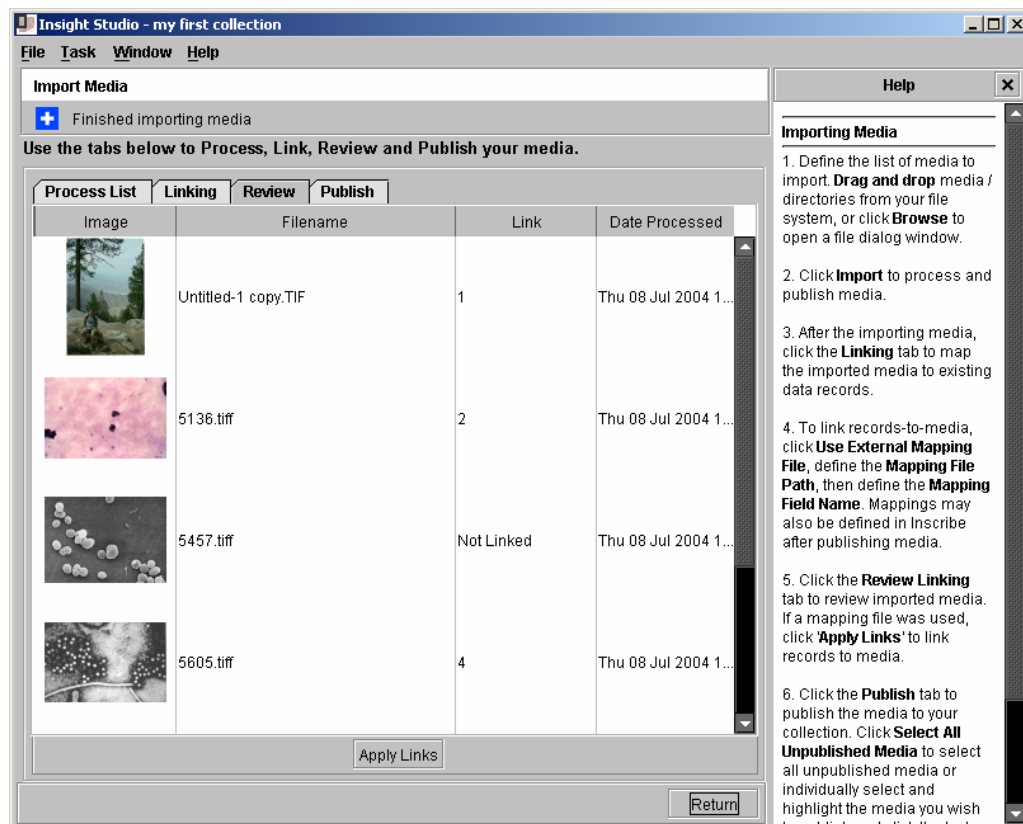 Insight Studio - my first collection
File Task Window Help
Import Media
Finished importing media
Use the tabs below to Process, Link, Review and Publish your media.
Process List Linking Review Publish
Image Filename Link Date Processed
Untitled-1 copy.TIF 1 Thu 08 Jul 2004 1...
5136.tiff 2 Thu 08 Jul 2004 1...
5457.tiff Not Linked Thu 08 Jul 2004 1...
5605.tiff 4 Thu 08 Jul 2004 1...
Apply Links
Return
Help
Importing Media
1. Define the list of media to
import. Drag and drop media /
directories from your file
system, or click Browse to
open a file dialog window.
2. Click Import to process and
publish media.
3. After the importing media,
click the Linking tab to map
the imported media to existing
data records.
4. To link records-to-media,
click Use External Mapping
File, define the Mapping File
Path, then define the Mapping
Field Name. Mappings may
also be defined in Inscribe
after publishing media.
5. Click the Review Linking
tab to review imported media.
If a mapping file was used,
click 'Apply Links' to link
records to media.
6. Click the Publish tab to
publish the media to your
collection. Click Select All
Unpublished Media to select
all unpublished media or
individually select and
highlight the media you wish